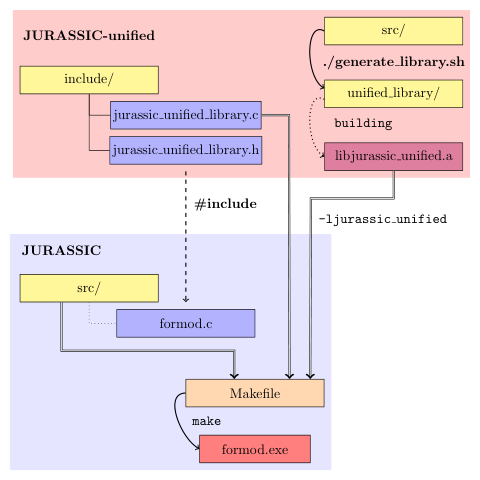 JURASSIC-unified
src/
./generate_library.sh
include/
unified_library/
jurassic_unified_library.c
building
jurassic_unified_library.h
libjurassic_unified.a
#include
-ljurassic_unified
JURASSIC
src/
formod.c
Makefile
make
formod.exe